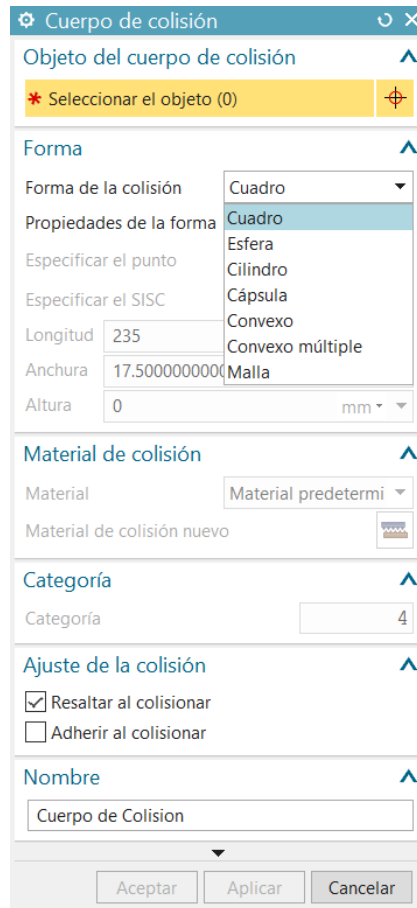 Cuerpo de colisión
Objeto del cuerpo de colisión
* Seleccionar el objeto (0)
Forma
Forma de la colisión Cuadro
Propiedades de la forma Cuadro
Esfera
Especificar el punto
Cilindro
Cápsula
Especificar el SISC
Convexo
Longitud 235
Convexo múltiple
Anchura 17.5000000000
Malla
Altura 0 mm
Material de colisión
Material Material predetermi
Material de colisión nuevo
Categoría
Categoría 4
Ajuste de la colisión
Resaltar al colisionar
Adherir al colisionar
Nombre
Cuerpo de Colision
Aceptar Aplicar Cancelar